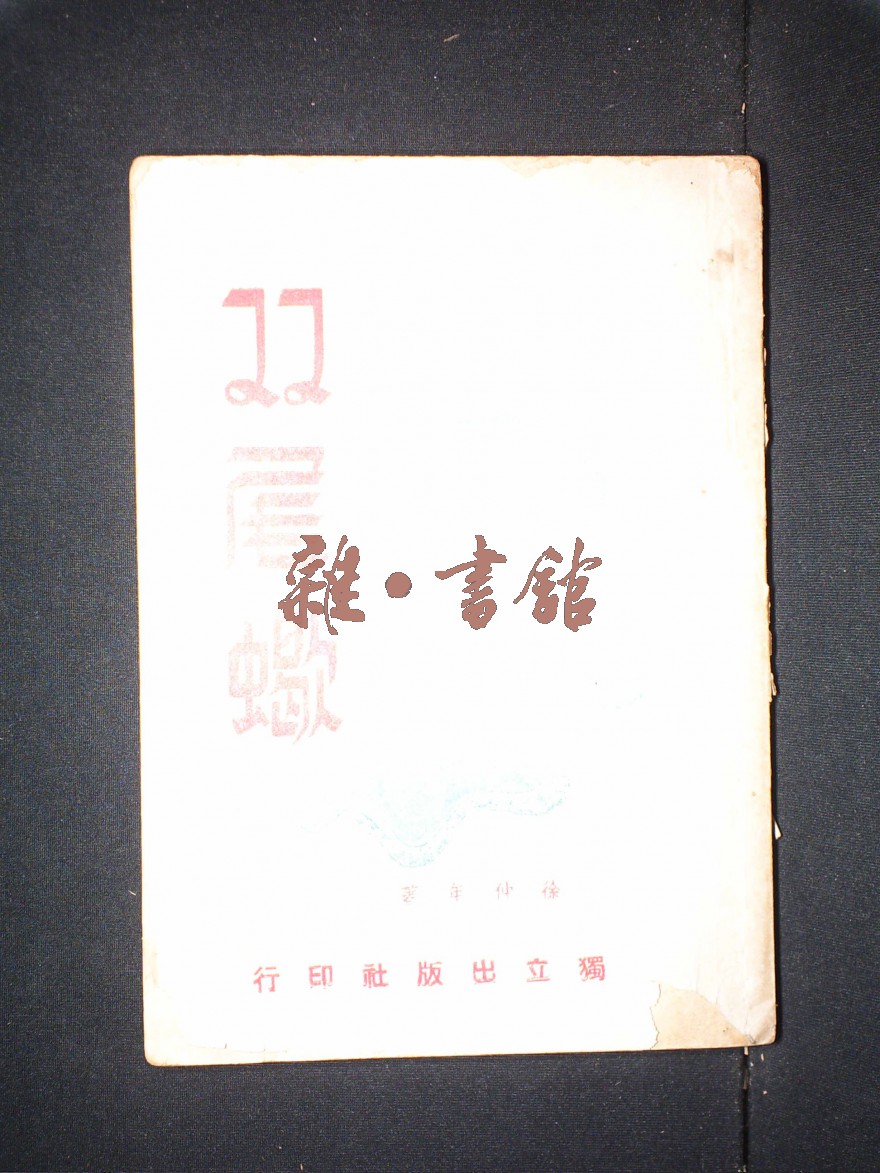 双尾蠍
雜·書館
徐仲年著
獨立出版社印行